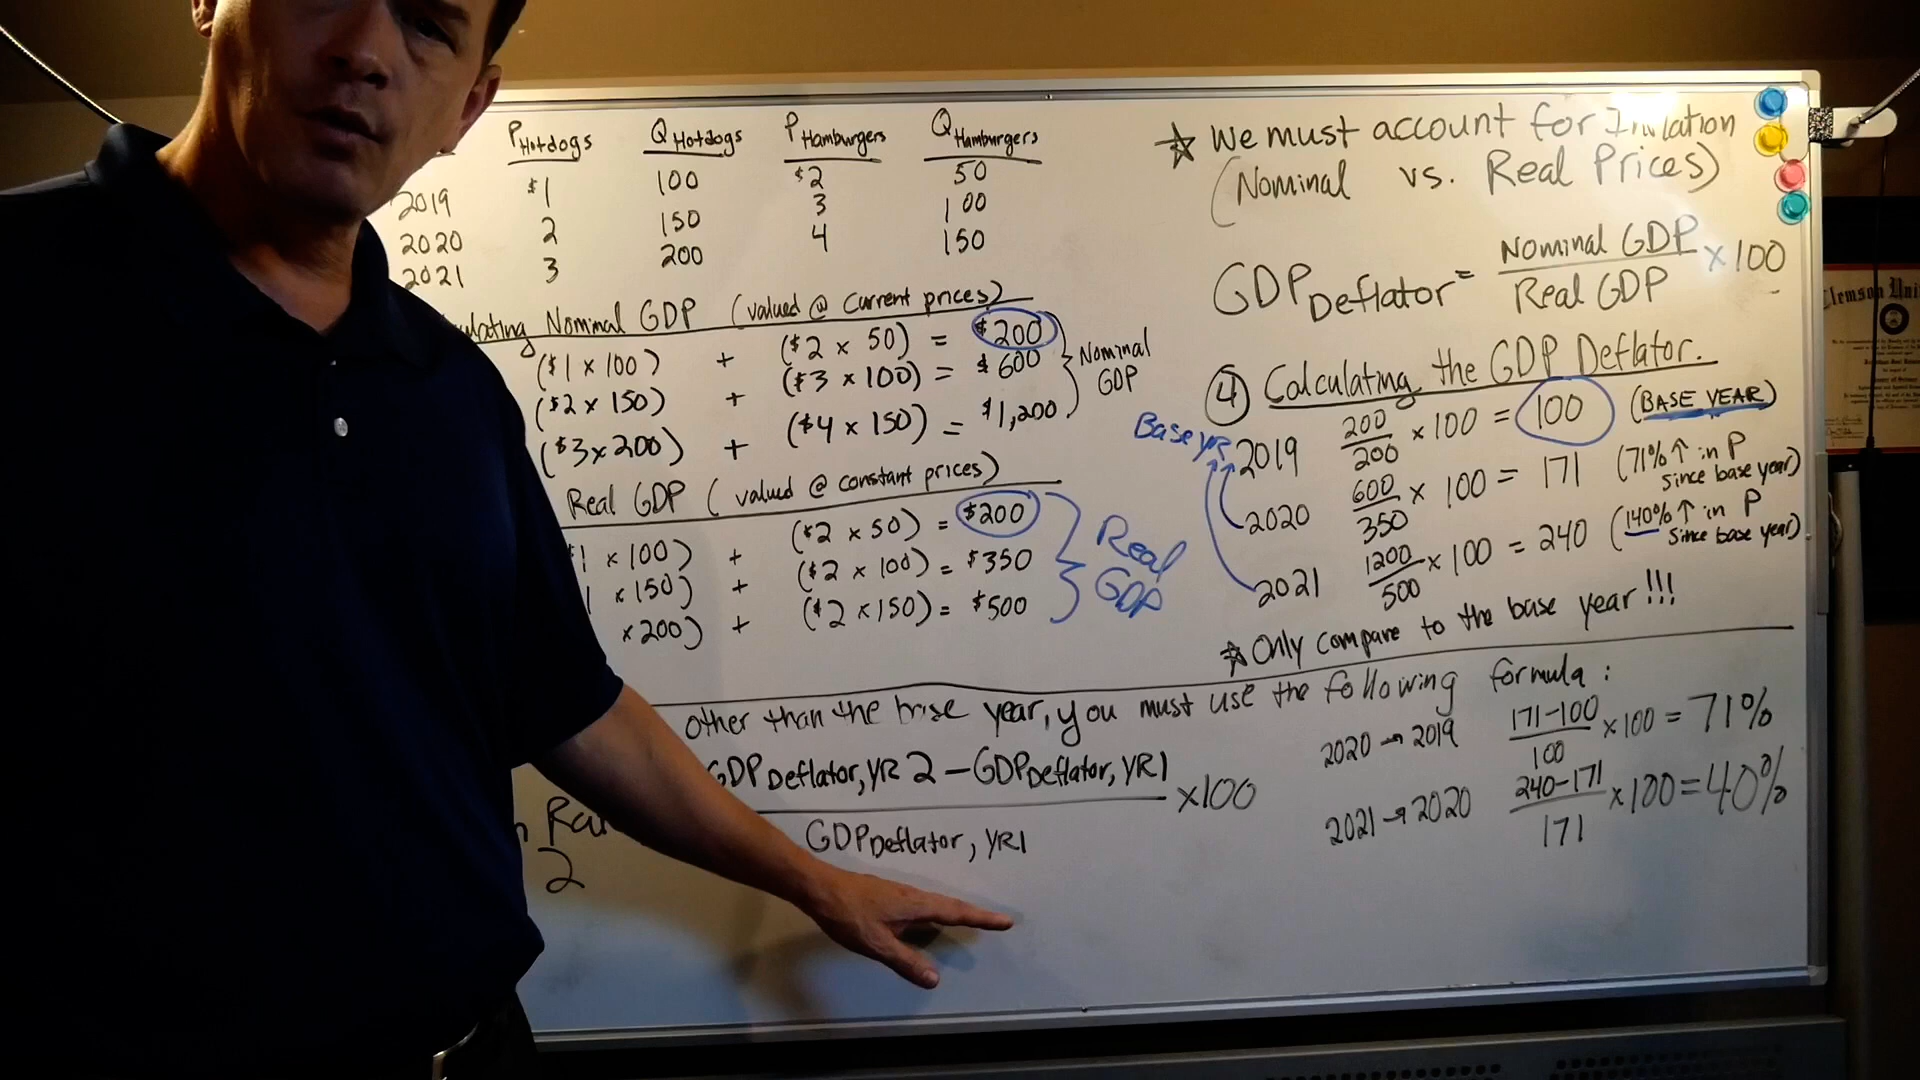 P Hotdogs Q Hotdogs P Hamburgers Q Hamburgers
2019 $1 100 $2 50
2020 2 150 3 100
2021 3 200 4 150
Nominal GDP (valued @ current prices)
($1 x 100) + ($2 x 50) = $200
($2 x 150) + ($3 x 100) = $600
($3x200) + ($4 x 150) = $1,200
Nominal
GDP
Real GDP (valued @ constant prices)
1 x 100) + ($2 x 50) = $200
1 x 150) + ($2 x 100) = $350
x 200) + ($2 x 150) = $500
Real
GDP
We must account for Inflation
(Nominal vs. Real Prices)
GDP Deflator = Nominal GDP / Real GDP x 100
4 Calculating the GDP Deflator.
Base yr 2019 200/200 x 100 = 100 (BASE YEAR)
2020 600/350 x 100 = 171 (71% ↑ in P
since base year)
2021 1200/500 x 100 = 240 (140% ↑ in P
since base year)
Only compare to the base year!!!
other than the base year, you must use the following formula:
GDP Deflator, YR 2 - GDP Deflator, YR1
x100
GDP Deflator, YR1
2
2020 → 2019 171-100/100 x 100 = 71%
2021 → 2020 240-171/171 x 100 = 40%